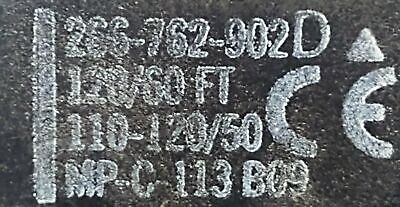 266-762-902D
120/60 FT
110-120/50 CE
MP-C 113 B09